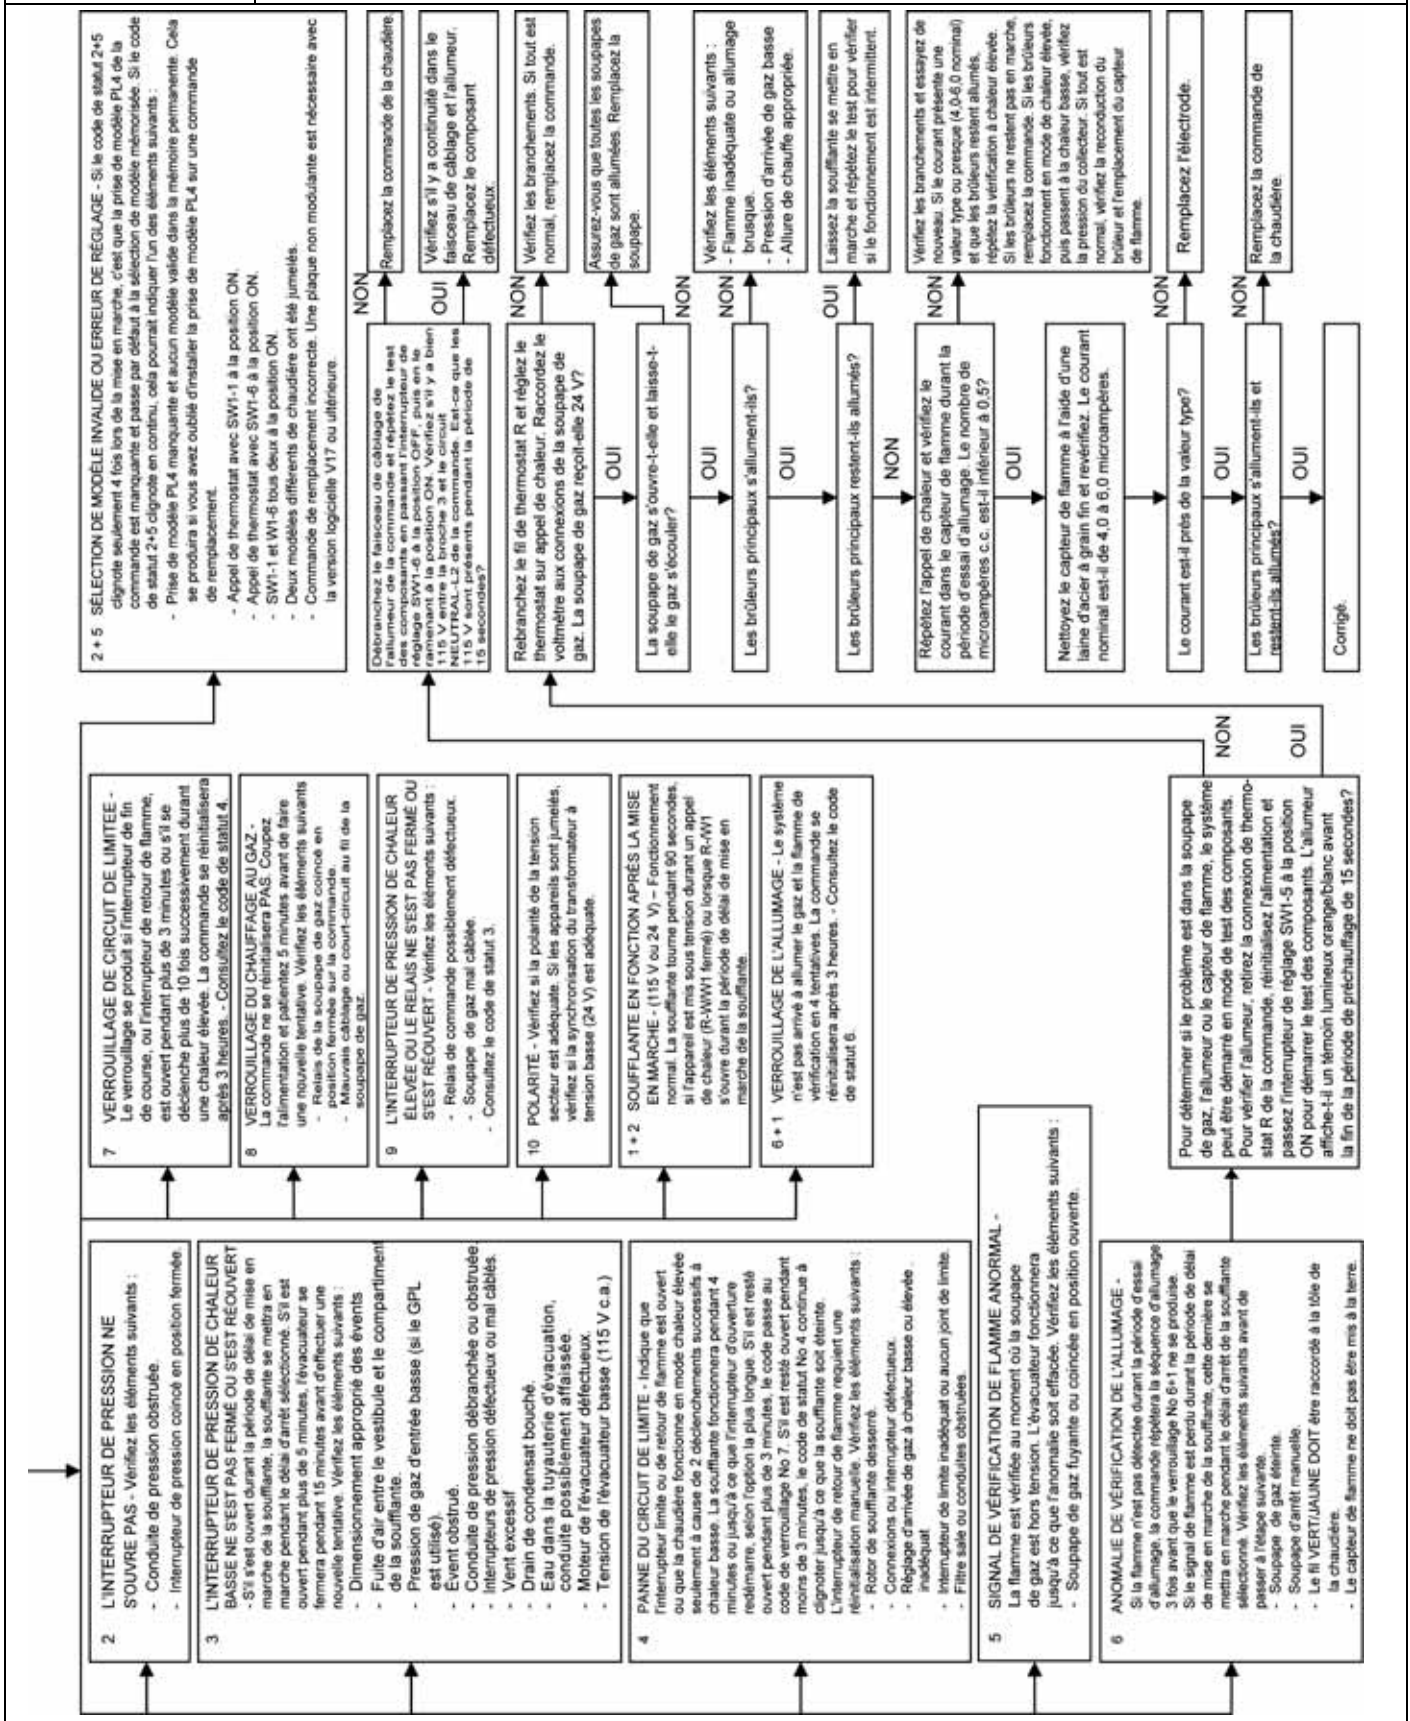 2 L'INTERRUPTEUR DE PRESSION NE
S'OUVRE PAS - Vérifiez les éléments suivants :
- Conduite de pression obstruée.
- Interrupteur de pression coincé en position fermée.
3 L'INTERRUPTEUR DE PRESSION DE CHALEUR
BASSE NE S'EST PAS FERMÉ OU S'EST RÉOUVERT
- S'il s'est ouvert durant la période de délai de mise en
marche de la soufflante, la soufflante se mettra en
marche pendant le délai d'arrêt sélectionné. S'il est
ouvert pendant plus de 5 minutes, l'évacuateur se
fermera pendant 15 minutes avant d'effectuer une
nouvelle tentative. Vérifiez les éléments suivants :
- Dimensionnement approprié des évents
- Fuite d'air entre le vestibule et le compartiment
de la soufflante.
- Pression de gaz d'entrée basse (si le GPL
est utilisé).
- Évent obstrué.
- Conduite de pression débranchée ou obstruée.
- Interrupteurs de pression défectueux ou mal câblés.
- Vent excessif
- Drain de condensat bouché.
- Eau dans la tuyauterie d'évacuation,
conduite possiblement affaissée.
- Moteur de l'évacuateur défectueux.
- Tension de l'évacuateur basse (115 V c.a.)
4 PANNE DU CIRCUIT DE LIMITE - Indique que
l'interrupteur limite ou de retour de flamme est ouvert
ou que la chaudière fonctionne en mode chaleur élevée
seulement à cause de 2 déclenchements successifs à
chaleur basse. La soufflante fonctionnera pendant 4
minutes ou jusqu'à ce que l'interrupteur d'ouverture
redémarre, selon l'option la plus longue. S'il est resté
ouvert pendant plus de 3 minutes, le code passe au
code de verrouillage No 7. S'il est resté ouvert pendant
moins de 3 minutes, le code de statut No 4 continue à
clignoter jusqu'à ce que la soufflante soit éteinte.
L'interrupteur de retour de flamme requiert une
réinitialisation manuelle. Vérifiez les éléments suivants :
- Rotor de soufflante desserré.
- Connexions ou interrupteur défectueux.
- Réglage d'arrivée de gaz à chaleur basse ou élevée .
inadéquat
- Interrupteur de limite inadéquat ou aucun joint de limite.
- Filtre sale ou conduites obstruées.
5 SIGNAL DE VÉRIFICATION DE FLAMME ANORMAL -
La flamme est vérifiée au moment où la soupape
de gaz est hors tension. L'évacuateur fonctionnera
jusqu'à ce que l'anomalie soit effacée. Vérifiez les éléments suivants :
- Soupape de gaz fuyante ou coincée en position ouverte.
6 ANOMALIE DE VÉRIFICATION DE L'ALLUMAGE -
Si la flamme n'est pas détectée durant la période d'essai
d'allumage, la commande répétera la séquence d'allumage
3 fois avant que le verrouillage No 6+1 ne se produise.
Si le signal de flamme est perdu durant la période de délai
de mise en marche de la soufflante, cette dernière se
mettra en marche pendant le délai d'arrêt de la soufflante
sélectionné. Vérifiez les éléments suivants avant de
passer à l'étape suivante.
- Soupape de gaz éteinte.
- Soupape d'arrêt manuelle.
- Le fil VERT/JAUNE DOIT être raccordé à la tôle de
la chaudière.
- Le capteur de flamme ne doit pas être mis à la terre.
7 VERROUILLAGE DE CIRCUIT DE LIMITEE -
Le verrouillage se produit si l'interrupteur de fin
de course, ou l'interrupteur de retour de flamme,
est ouvert pendant plus de 3 minutes ou s'il se
déclenche plus de 10 fois successivement durant
une chaleur élevée. La commande se réinitialisera
après 3 heures. - Consultez le code de statut 4.
8 VERROUILLAGE DU CHAUFFAGE AU GAZ -
La commande ne se réinitialisera PAS. Coupez
l'alimentation et patientez 5 minutes avant de faire
une nouvelle tentative. Vérifiez les éléments suivants
- Relais de la soupape de gaz coincé en
position fermée sur la commande.
- Mauvais câblage ou court-circuit au fil de la
soupape de gaz.
9 L'INTERRUPTEUR DE PRESSION DE CHALEUR
ÉLEVÉE OU LE RELAIS NE S'EST PAS FERMÉ OU
S'EST RÉOUVERT - Vérifiez les éléments suivants :
- Relais de commande possiblement défectueux.
- Soupape de gaz mal câblée.
- Consultez le code de statut 3.
10 POLARITÉ - Vérifiez si la polarité de la tension
secteur est adéquate. Si les appareils sont jumelés,
vérifiez si la synchronisation du transformateur à
tension basse (24 V) est adéquate.
1 + 2 SOUFFLANTE EN FONCTION APRÈS LA MISE
EN MARCHE - (115 V ou 24 V) – Fonctionnement
normal. La soufflante tourne pendant 90 secondes,
si l'appareil est mis sous tension durant un appel
de chaleur (R-W/W1 fermé) ou lorsque R-/W1
s'ouvre durant la période de délai de mise en
marche de la soufflante.
6 + 1 VERROUILLAGE DE L'ALLUMAGE - Le système
n'est pas arrivé à allumer le gaz et la flamme de
vérification en 4 tentatives. La commande se
réinitialisera après 3 heures. - Consultez le code
de statut 6.
Pour déterminer si le problème est dans la soupape
de gaz, l'allumeur ou le capteur de flamme, le système
peut être démarré en mode de test des composants.
Pour vérifier l'allumeur, retirez la connexion de thermo-
stat R de la commande, réinitialisez l'alimentation et
passez l'interrupteur de réglage SW1-5 à la position
ON pour démarrer le test des composants. L'allumeur
affiche-t-il un témoin lumineux orange/blanc avant
la fin de la période de préchauffage de 15 secondes?
NON
OUI
2 + 5 SÉLECTION DE MODÈLE INVALIDE OU ERREUR DE RÉGLAGE - Si le code de statut 2+5
clignote seulement 4 fois lors de la mise en marche, c'est que la prise de modèle PL4 de la
commande est manquante et passe par défaut à la sélection de modèle mémorisée. Si le code
de statut 2+5 clignote en continu, cela pourrait indiquer l'un des éléments suivants :
- Prise de modèle PL4 manquante et aucun modèle valide dans la mémoire permanente. Cela
se produira si vous avez oublié d'installer la prise de modèle PL4 sur une commande
de remplacement.
- Appel de thermostat avec SW1-1 à la position ON.
- Appel de thermostat avec SW1-6 à la position ON.
- SW1-1 et W1-6 tous deux à la position ON.
- Deux modèles différents de chaudière ont été jumelés.
- Commande de remplacement incorrecte. Une plaque non modulante est nécessaire avec
la version logicielle V17 ou ultérieure.
Débranchez le faisceau de câblage de
l'allumeur de la commande et répétez le test
des composants en passant l'interrupteur de
réglage SW1-6 à la position OFF, puis en le
ramenant à la position ON. Vérifiez s'il y a bien
115 V entre la broche 3 et le circuit
NEUTRAL-L2 de la commande. Est-ce que les
115 V sont présents pendant la période de
15 secondes?
NON
Remplacez la commande de la chaudière.
OUI
Vérifiez s'il y a continuité dans le
faisceau de câblage et l'allumeur.
Remplacez le composant
défectueux.
Rebranchez le fil de thermostat R et réglez le
thermostat sur appel de chaleur. Raccordez le
voltmètre aux connexions de la soupape de
gaz. La soupape de gaz reçoit-elle 24 V?
NON
Vérifiez les branchements. Si tout est
normal, remplacez la commande.
OUI
La soupape de gaz s'ouvre-t-elle et laisse-t-
elle le gaz s'écouler?
NON
Assurez-vous que toutes les soupapes
de gaz sont allumées. Remplacez la
soupape.
OUI
Les brûleurs principaux s'allument-ils?
NON
Vérifiez les éléments suivants :
- Flamme inadéquate ou allumage
brusque.
- Pression d'arrivée de gaz basse
- Allure de chauffe appropriée.
OUI
Les brûleurs principaux restent-ils allumés?
OUI
Laissez la soufflante se mettre en
marche et répétez le test pour vérifier
si le fonctionnement est intermittent.
NON
Répétez l'appel de chaleur et vérifiez le
courant dans le capteur de flamme durant la
période d'essai d'allumage. Le nombre de
microampères c.c. est-il inférieur à 0,5?
NON
Vérifiez les branchements et essayez de
nouveau. Si le courant présente une
valeur type ou presque (4,0-6,0 nominal)
et que les brûleurs restent allumés,
répétez la vérification à chaleur élevée.
Si les brûleurs ne restent pas en marche,
remplacez la commande. Si les brûleurs
fonctionnent en mode de chaleur élevée,
puis passent à la chaleur basse, vérifiez
la pression du collecteur. Si tout est
normal, vérifiez la reconduction du
brûleur et l'emplacement du capteur
de flamme.
OUI
Nettoyez le capteur de flamme à l'aide d'une
laine d'acier à grain fin et revérifiez. Le courant
nominal est-il de 4,0 à 6,0 microampères.
Le courant est-il près de la valeur type?
NON
Remplacez l'électrode.
OUI
Les brûleurs principaux s'allument-ils et
restent-ils allumés?
NON
Remplacez la commande de
la chaudière.
OUI
Corrigé.